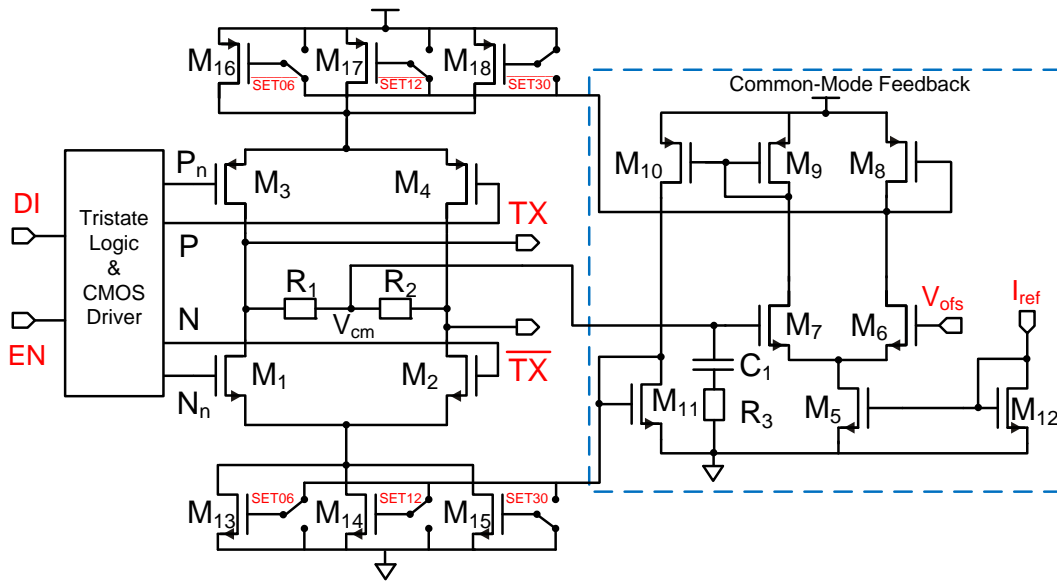 M16
M17
M18
SET06
SET12
SET30
Common-Mode Feedback
M10
M9
M8
Pn
M3
M4
DI
Tristate
Logic
&
CMOS
Driver
TX
P
R1
R2
Vofs
Iref
N
Vcm
M7
M6
EN
TX
C1
M1
M2
Nn
M11
R3
M5
M12
SET06
SET12
SET30
M13
M14
M15